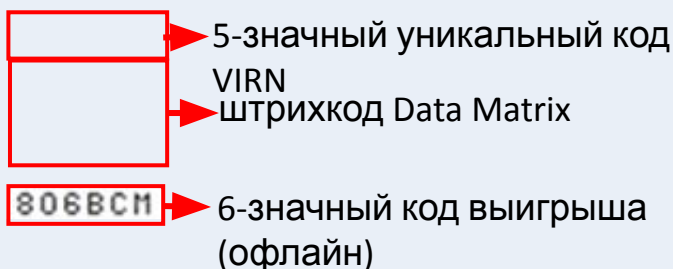 5-значный уникальный код
VIRN
штрихкод Data Matrix
806BCM
6-значный код выигрыша
(офлайн)